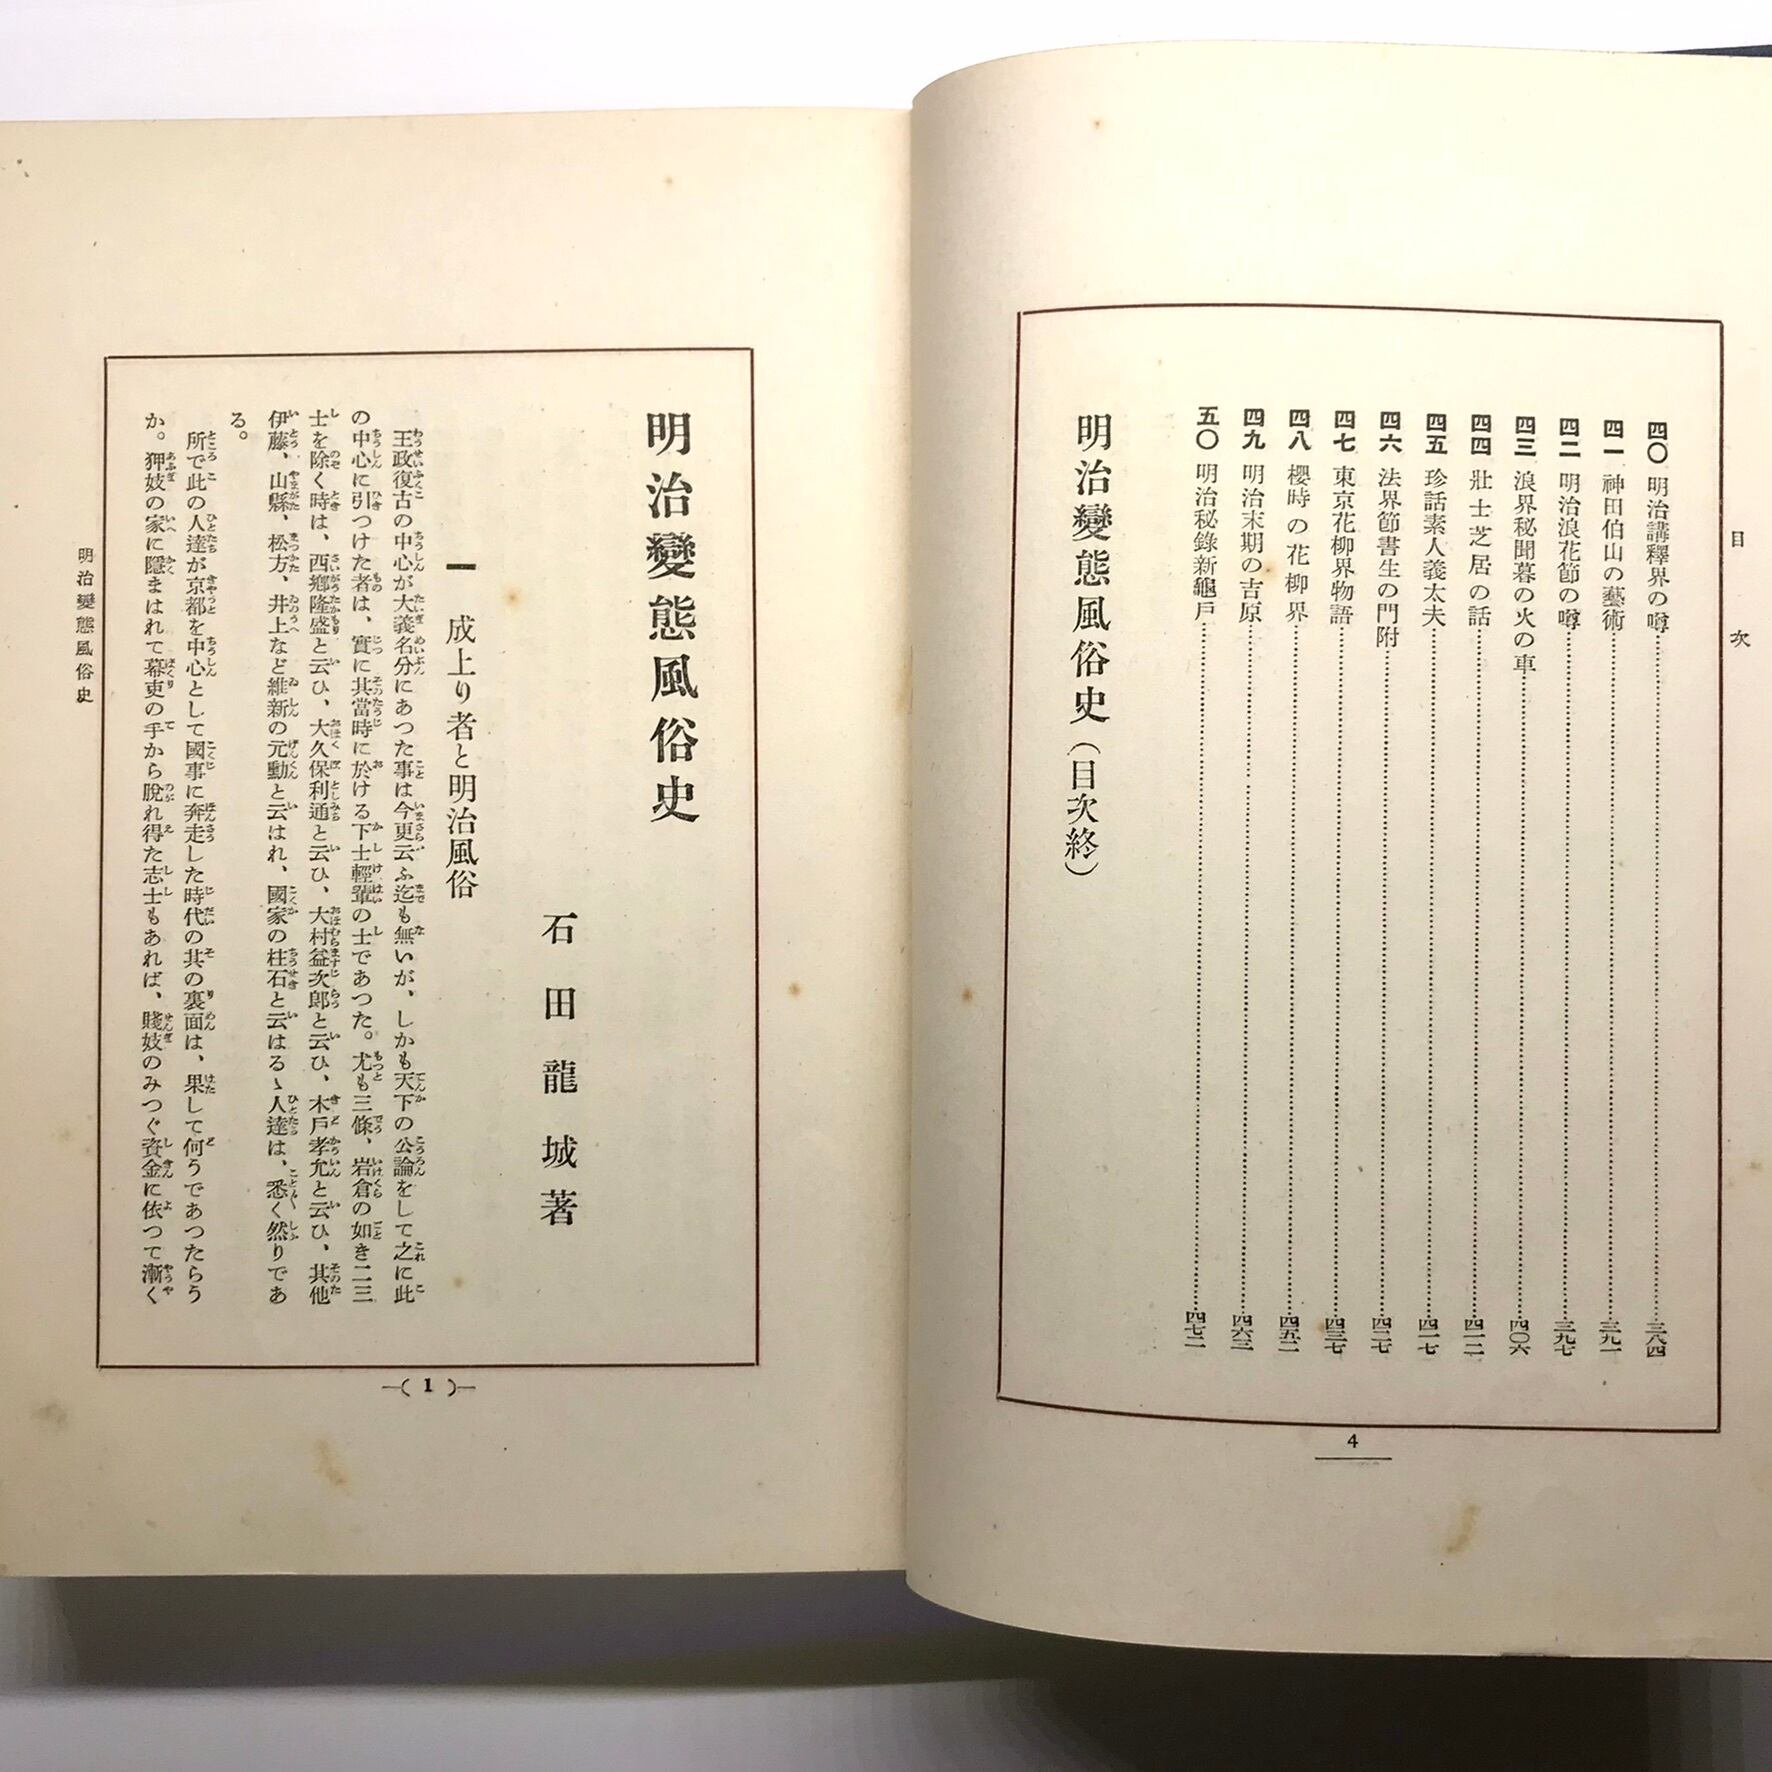 目次
四〇 明治講釋界の噂 三八四
四一 神田伯山の藝術 三九一
四二 明治浪花節の噂 三九七
四三 浪界秘聞暮の火の車 四〇六
四四 壯士芝居の話 四一二
四五 珍話素人義太夫 四一七
四六 法界節書生の門附 四二七
四七 東京花柳界物語 四三七
四八 櫻時の花柳界 四五二
四九 明治末期の吉原 四六三
五〇 明治秘錄新龜戸 四七二
明治變態風俗史(目次終)
4
明治變態風俗史
石田龍城著
一 成上り者と明治風俗
王政復古の中心が大義名分にあつた事は今更云ふ迄も無いが、しかも天下の公論をして之に此
の中心に引つけた者は、實に其當時に於ける下士輕輩の士であつた。尤も三條、岩倉の如き二三
士を除く時は、西郷隆盛と云ひ、大久保利通と云ひ、大村益次郎と云ひ、木戸孝允と云ひ、其他
伊藤、山縣、松方、井上など維新の元勳と云はれ、國家の柱石と云はるゝ人達は、悉く然りであ
る。
所で此の人達が京都を中心として國事に奔走した時代の其の裏面は、果して何うであつたらう
か。狎妓の家に隱まはれて幕吏の手から脫れ得た志士もあれば、賤妓のみつぐ資金に依つて漸く
明治變態風俗史
1